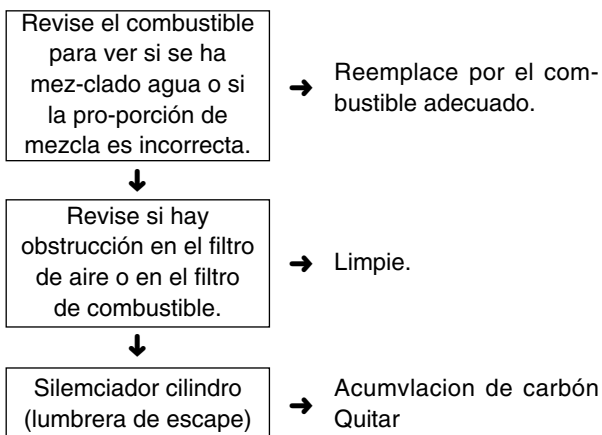 Revise el combustible
para ver si se ha
mez-clado agua o si
la pro-porción de
mezcla es incorrecta.
➜ Reemplace por el com-
bustible adecuado.
Revise si hay
obstrucción en el filtro
de aire o en el filtro
de combustible.
➜ Limpie.
Silemciador cilindro
(lumbrera de escape)
➜ Acumvlacion de carbón
Quitar